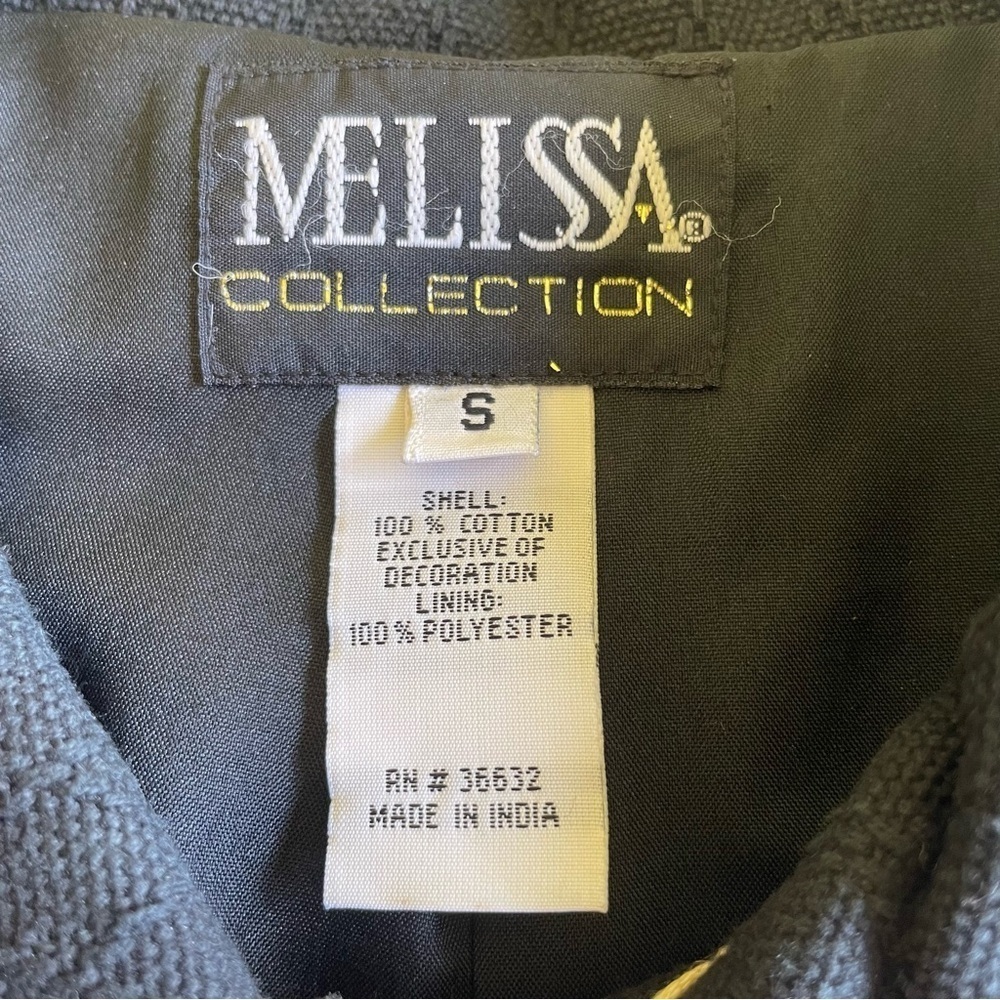 MELISSA®
COLLECTION
S
SHELL:
100 % COTTON
EXCLUSIVE OF
DECORATION
LINING:
100 % POLYESTER
RN # 36632
MADE IN INDIA